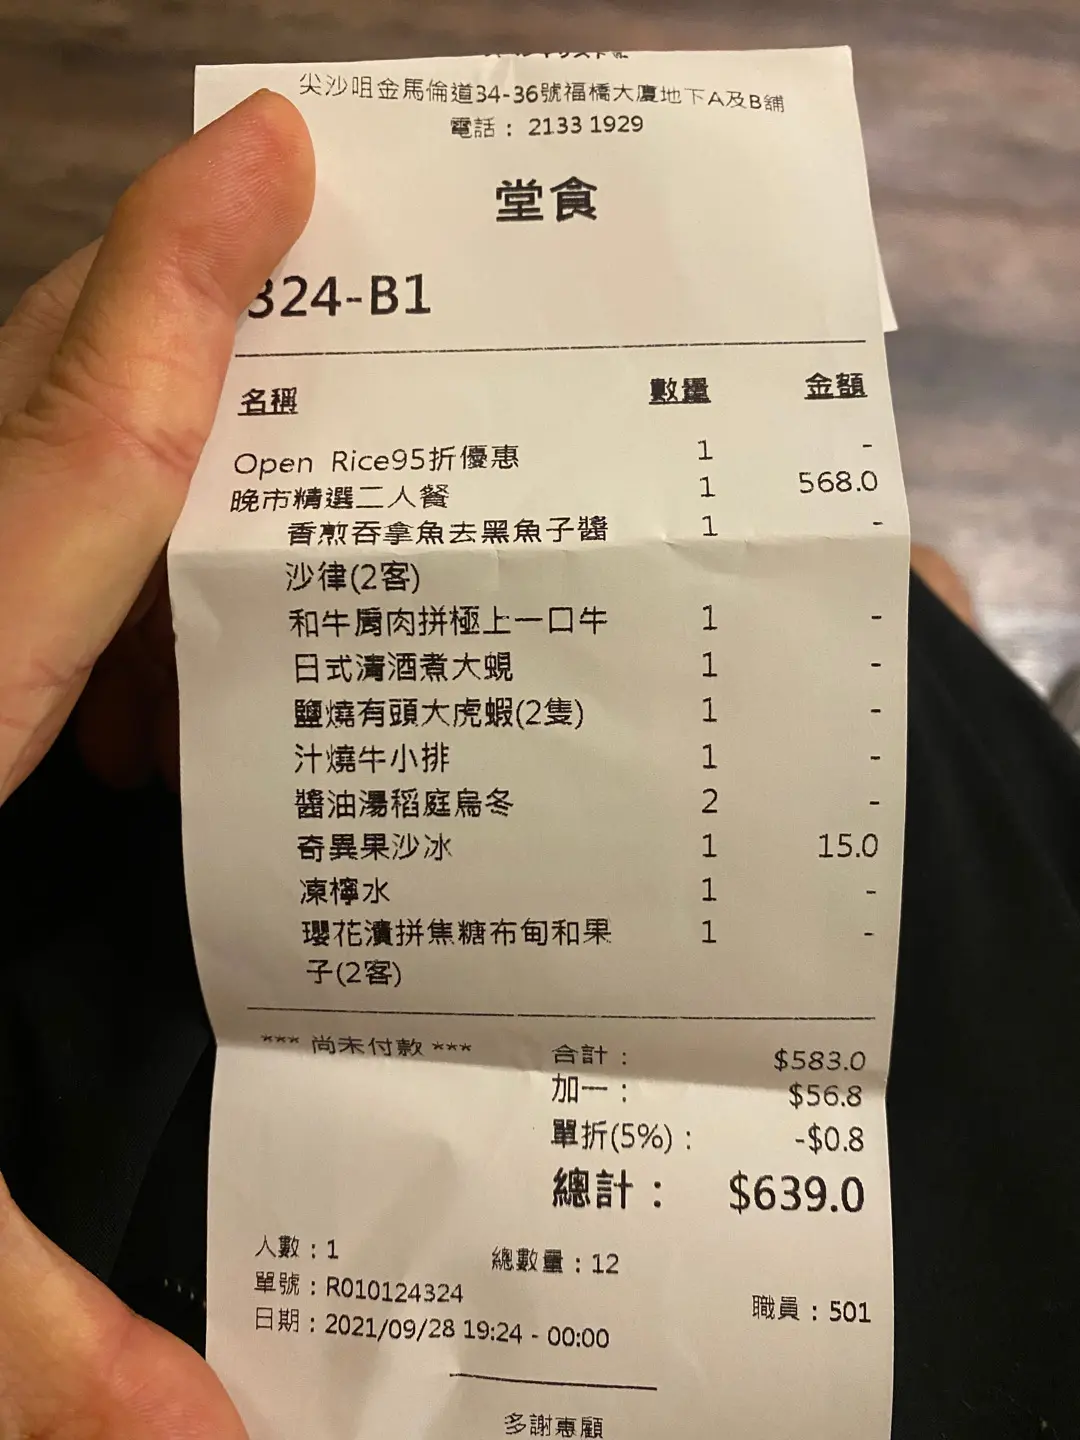 尖沙咀金馬倫道34-36號福橋大廈地下A及B舖
電話： 2133 1929
堂食
324-B1
名稱 數量 金額
Open Rice95折優惠 1 -
晚市精選二人餐 1 568.0
香煎吞拿魚去黑魚子醬 1 -
沙律(2客)
和牛肩肉拼極上一口牛 1 -
日式清酒煮大蜆 1 -
鹽燒有頭大虎蝦(2隻) 1 -
汁燒牛小排 1 -
醬油湯稻庭烏冬 2 -
奇異果沙冰 1 15.0
凍檸水 1 -
瓔花漬拼焦糖布甸和果 1 -
子(2客)
*** 尚未付款 *** 合計： $583.0
加一： $56.8
單折(5%)： -$0.8
總計： $639.0
人數：1 總數量：12
單號：R010124324 職員：501
日期：2021/09/28 19:24 - 00:00
多謝惠顧